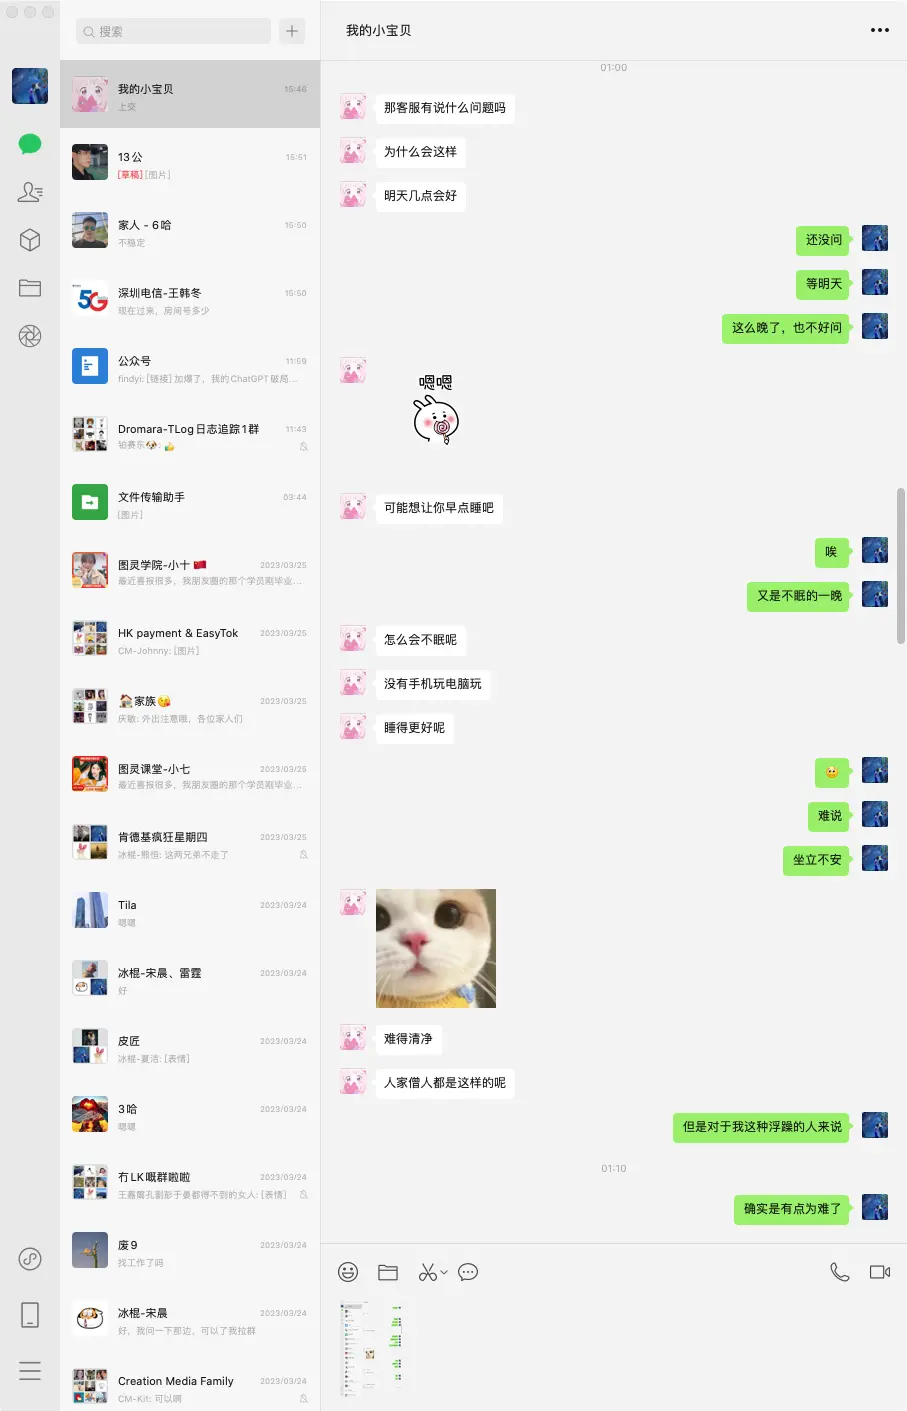 搜索
我的小宝贝
15:46
上交
13公
15:51
[草稿][图片]
家人 - 6哈
15:50
不稳定
深圳电信-王韩冬
15:50
现在过来，房间号多少
公众号
11:59
findyi: [链接] 加爆了，我的ChatGPT破局...
Dromara-TLog日志追踪1群
11:43
铂赛东🐶: 👍
文件传输助手
03:44
[图片]
图灵学院-小十 🇨🇳
2023/03/25
最近喜报很多，我朋友圈的那个学员刚毕业...
HK payment & EasyTok
2023/03/25
CM-Johnny: [图片]
🏠家族😘
2023/03/25
庆敏: 外出注意哦，各位家人们
图灵课堂-小七
2023/03/25
最近喜报很多，我朋友圈的那个学员刚毕业...
肯德基疯狂星期四
2023/03/25
冰棍-熊恒: 这两兄弟不走了
Tila
2023/03/24
嗯嗯
冰棍-宋晨、雷霆
2023/03/24
好
皮匠
2023/03/24
冰棍-夏洁: [表情]
3哈
2023/03/24
嗯嗯
冇LK嘅群啦啦
2023/03/24
于晏都得不到的女人: [表情]
废9
2023/03/24
找工作了吗
冰棍-宋晨
2023/03/24
好，我问一下那边，可以了我拉群
Creation Media Family
2023/03/24
CM-Kit: 可以啊
我的小宝贝
01:00
那客服有说什么问题吗
为什么会这样
明天几点会好
还没问
等明天
这么晚了，也不好问
嗯嗯
可能想让你早点睡吧
唉
又是不眠的一晚
怎么会不眠呢
没有手机玩电脑玩
睡得更好呢
难说
坐立不安
难得清净
人家僧人都是这样的呢
但是对于我这种浮躁的人来说
01:10
确实是有点为难了